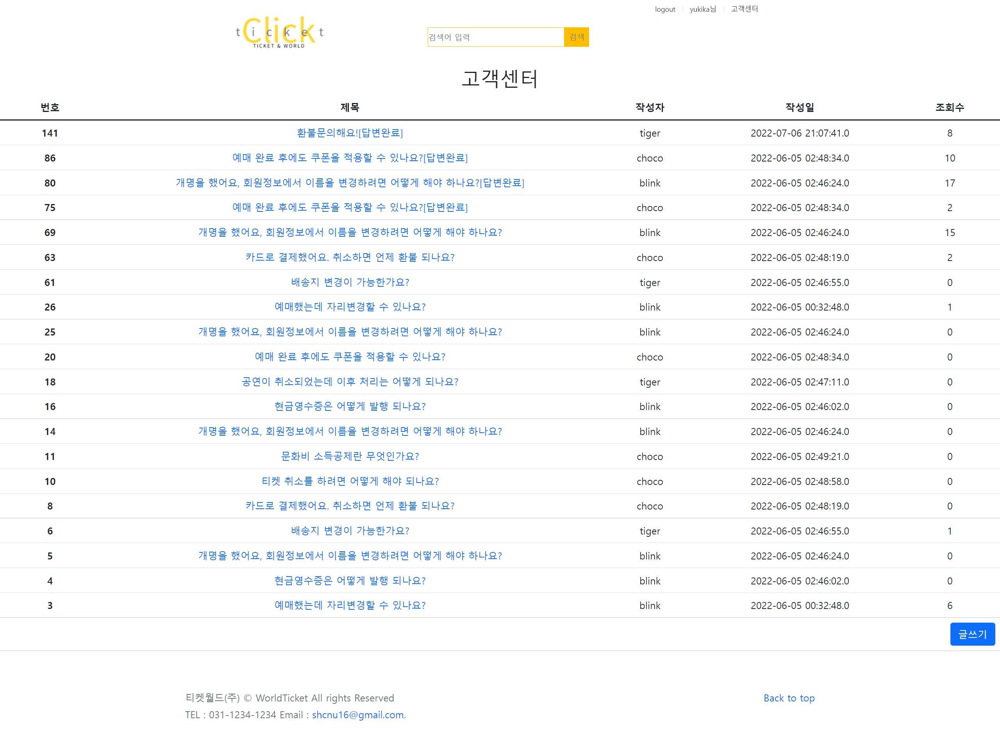 logout yukika님 고객센터
Click
ticket
TICKET & WORLD
검색어 입력 검색
고객센터
번호 제목 작성자 작성일 조회수
141 환불문의해요![답변완료] tiger 2022-07-06 21:07:41.0 8
86 예매 완료 후에도 쿠폰을 적용할 수 있나요?[답변완료] choco 2022-06-05 02:48:34.0 10
80 개명을 했어요, 회원정보에서 이름을 변경하려면 어떻게 해야 하나요?[답변완료] blink 2022-06-05 02:46:24.0 17
75 예매 완료 후에도 쿠폰을 적용할 수 있나요?[답변완료] choco 2022-06-05 02:48:34.0 2
69 개명을 했어요, 회원정보에서 이름을 변경하려면 어떻게 해야 하나요? blink 2022-06-05 02:46:24.0 15
63 카드로 결제했어요. 취소하면 언제 환불 되나요? choco 2022-06-05 02:48:19.0 2
61 배송지 변경이 가능한가요? tiger 2022-06-05 02:46:55.0 0
26 예매했는데 자리변경할 수 있나요? blink 2022-06-05 00:32:48.0 1
25 개명을 했어요, 회원정보에서 이름을 변경하려면 어떻게 해야 하나요? blink 2022-06-05 02:46:24.0 0
20 예매 완료 후에도 쿠폰을 적용할 수 있나요? choco 2022-06-05 02:48:34.0 0
18 공연이 취소되었는데 이후 처리는 어떻게 되나요? tiger 2022-06-05 02:47:11.0 0
16 현금영수증은 어떻게 발행 되나요? blink 2022-06-05 02:46:02.0 0
14 개명을 했어요, 회원정보에서 이름을 변경하려면 어떻게 해야 하나요? blink 2022-06-05 02:46:24.0 0
11 문화비 소득공제란 무엇인가요? choco 2022-06-05 02:49:21.0 0
10 티켓 취소를 하려면 어떻게 해야 되나요? choco 2022-06-05 02:48:58.0 0
8 카드로 결제했어요. 취소하면 언제 환불 되나요? choco 2022-06-05 02:48:19.0 0
6 배송지 변경이 가능한가요? tiger 2022-06-05 02:46:55.0 1
5 개명을 했어요, 회원정보에서 이름을 변경하려면 어떻게 해야 하나요? blink 2022-06-05 02:46:24.0 0
4 현금영수증은 어떻게 발행 되나요? blink 2022-06-05 02:46:02.0 0
3 예매했는데 자리변경할 수 있나요? blink 2022-06-05 00:32:48.0 6
글쓰기
티켓월드(주) © WorldTicket All rights Reserved Back to top
TEL : 031-1234-1234 Email : shcnu16@gmail.com.